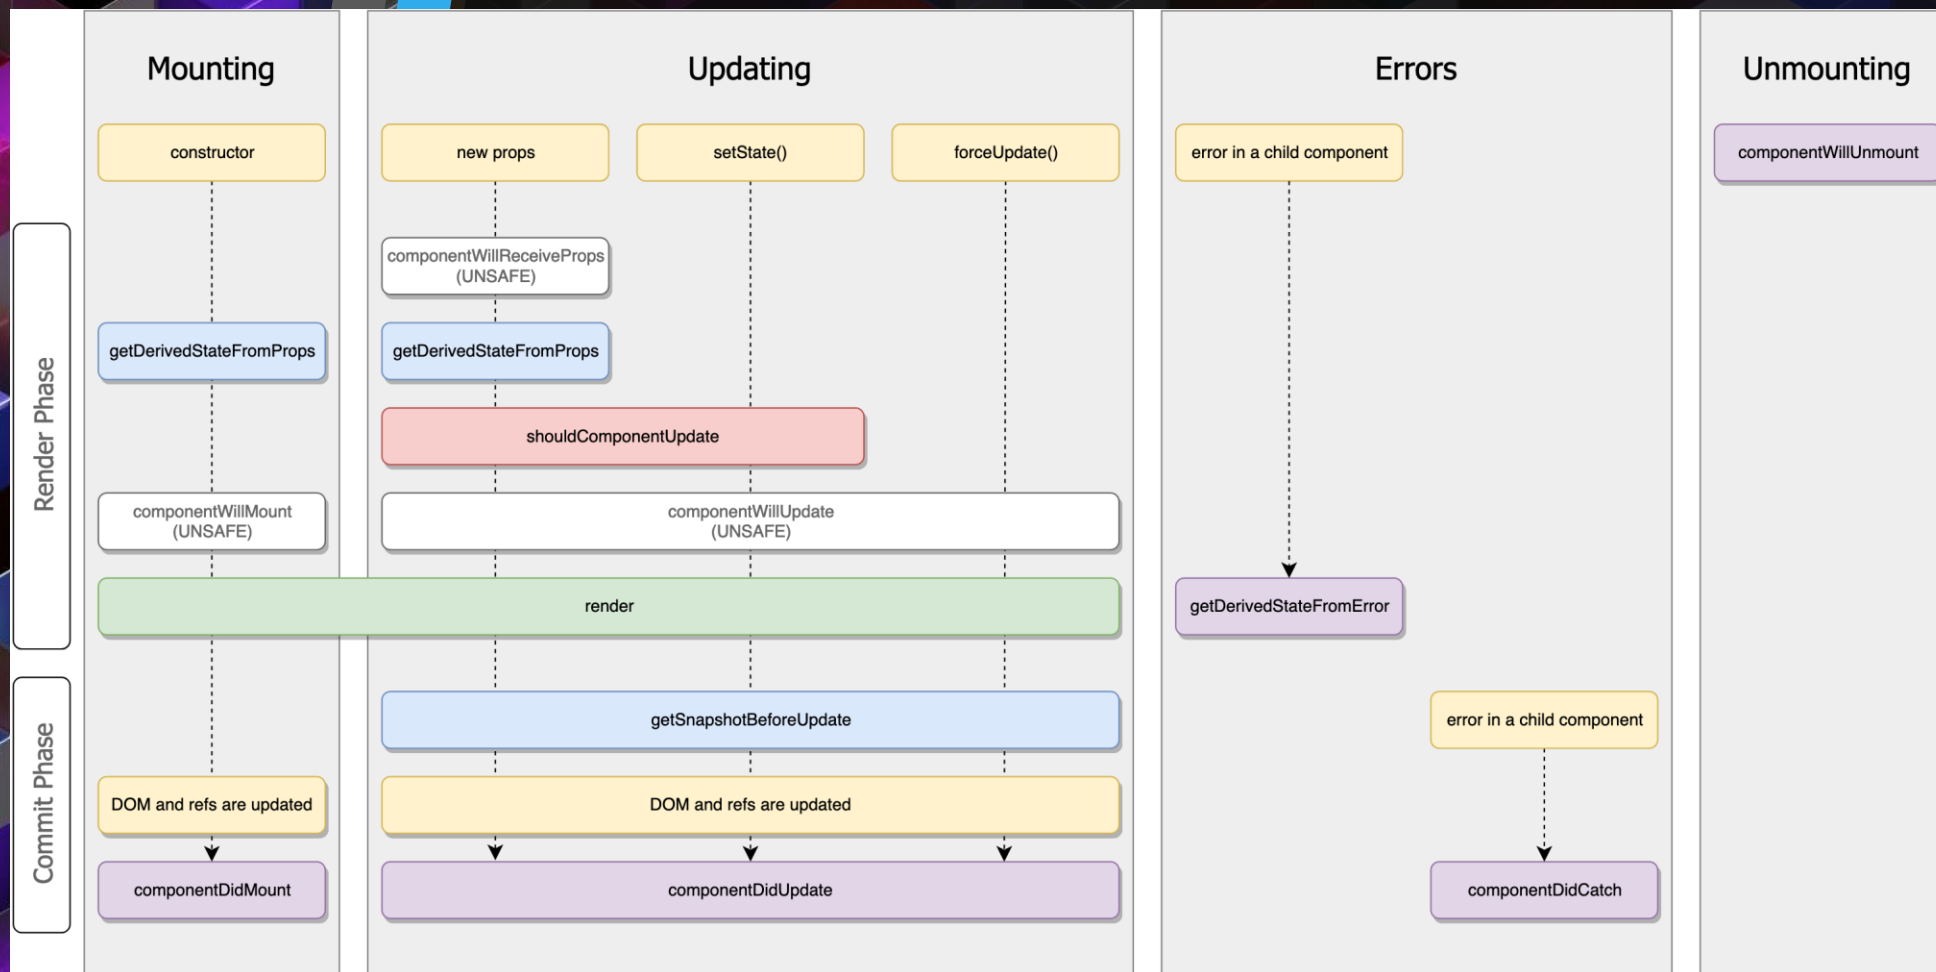 Mounting
Updating
Errors
Unmounting
constructor
new props
setState()
forceUpdate()
error in a child component
componentWillUnmount
Render Phase
componentWillReceiveProps
(UNSAFE)
getDerivedStateFromProps
getDerivedStateFromProps
shouldComponentUpdate
componentWillMount
(UNSAFE)
componentWillUpdate
(UNSAFE)
render
getDerivedStateFromError
Commit Phase
getSnapshotBeforeUpdate
error in a child component
DOM and refs are updated
DOM and refs are updated
componentDidMount
componentDidUpdate
componentDidCatch